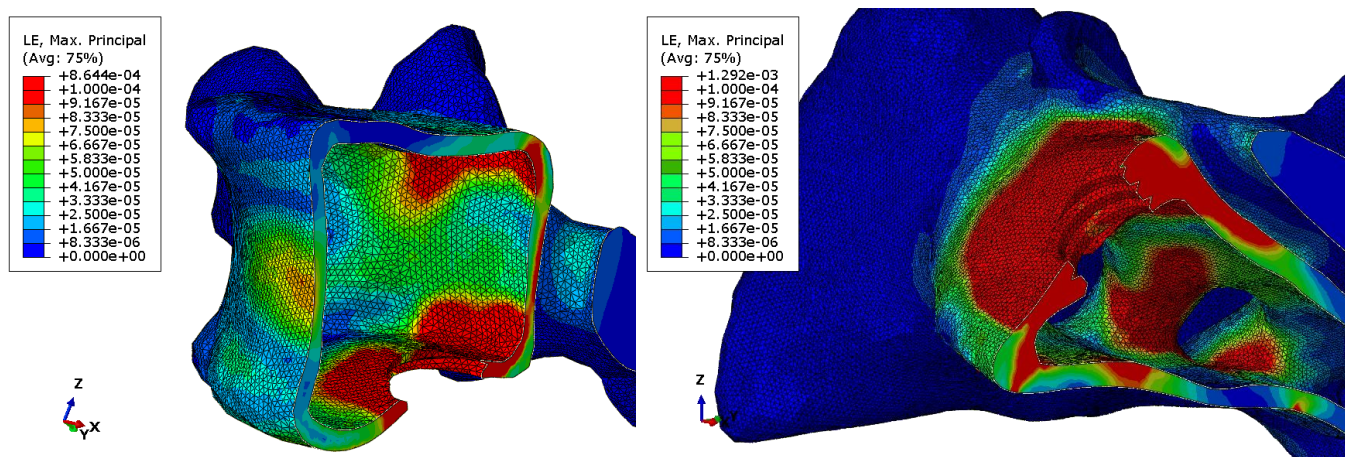 LE, Max. Principal
(Avg: 75%)
+8.644e-04
+1.000e-04
+9.167e-05
+8.333e-05
+7.500e-05
+6.667e-05
+5.833e-05
+5.000e-05
+4.167e-05
+3.333e-05
+2.500e-05
+1.667e-05
+8.333e-06
+0.000e+00
Z
X
Y
LE, Max. Principal
(Avg: 75%)
+1.292e-03
+1.000e-04
+9.167e-05
+8.333e-05
+7.500e-05
+6.667e-05
+5.833e-05
+5.000e-05
+4.167e-05
+3.333e-05
+2.500e-05
+1.667e-05
+8.333e-06
+0.000e+00
Z